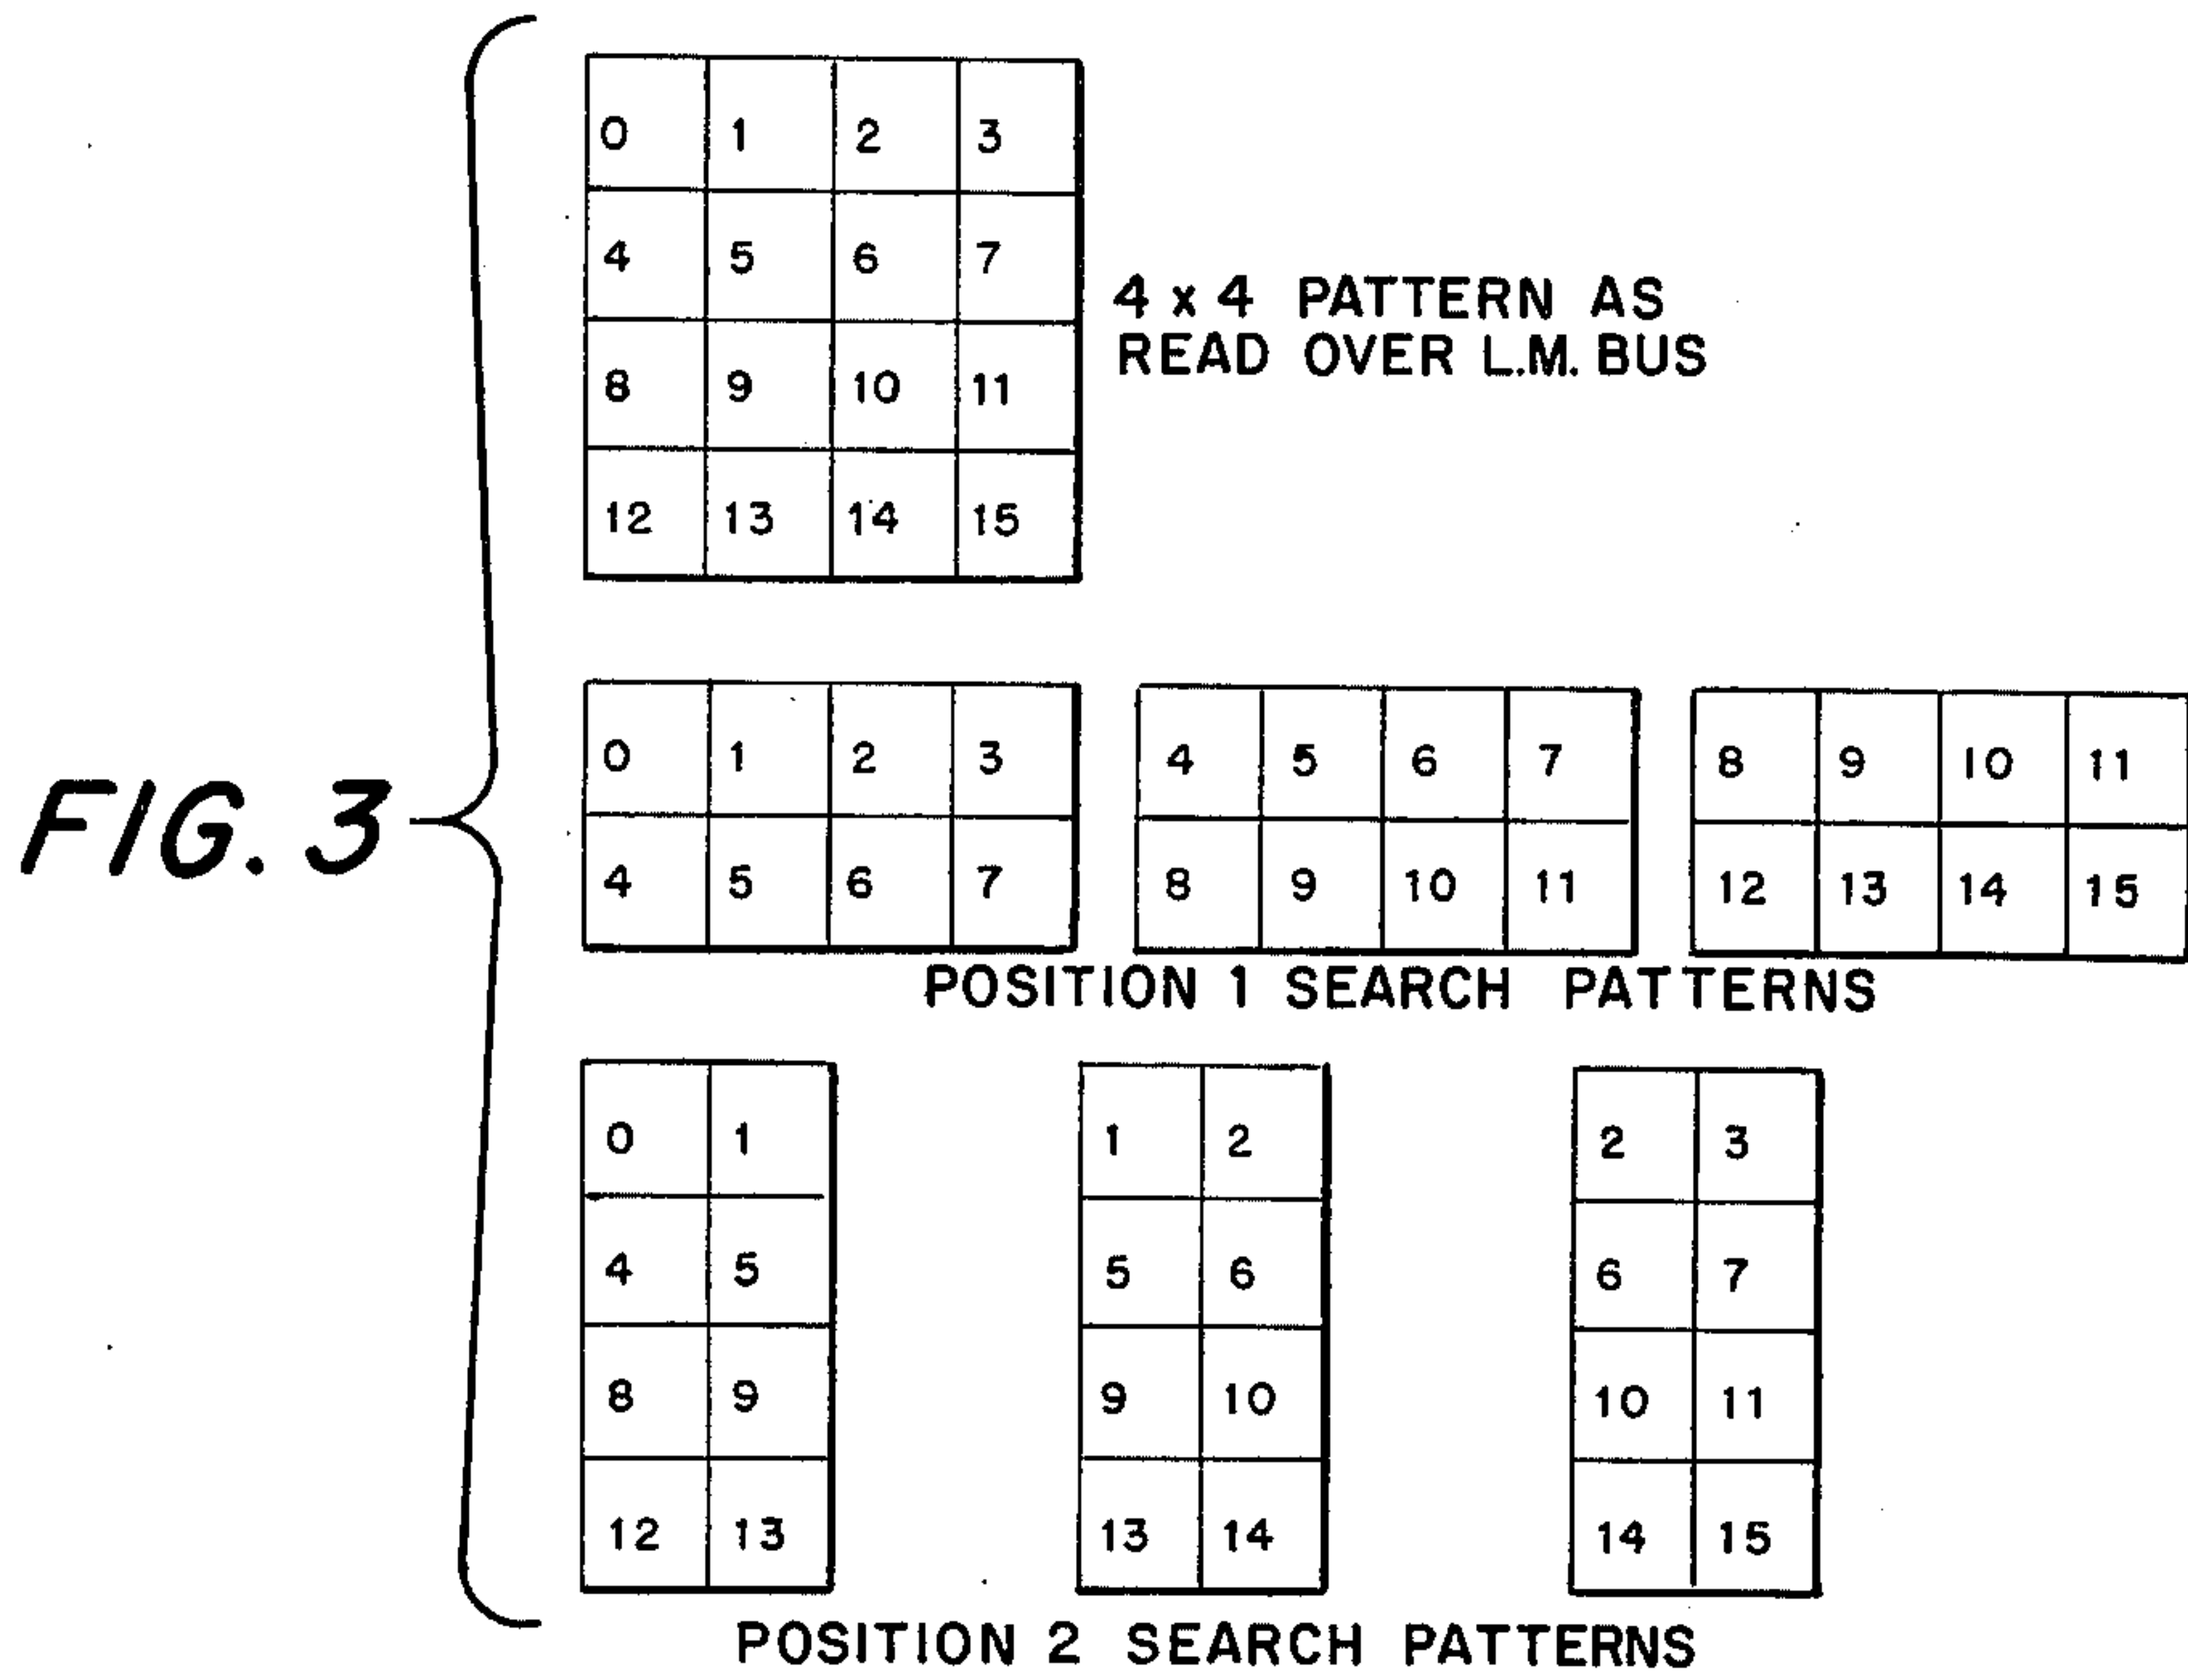 0 1 2 3
4 5 6 7
8 9 10 11
12 13 14 15
4 x 4 PATTERN AS
READ OVER L.M. BUS
FIG. 3
0 1 2 3
4 5 6 7
4 5 6 7
8 9 10 11
8 9 10 11
12 13 14 15
POSITION 1 SEARCH PATTERNS
0 1
4 5
8 9
12 13
1 2
5 6
9 10
13 14
2 3
6 7
10 11
14 15
POSITION 2 SEARCH PATTERNS